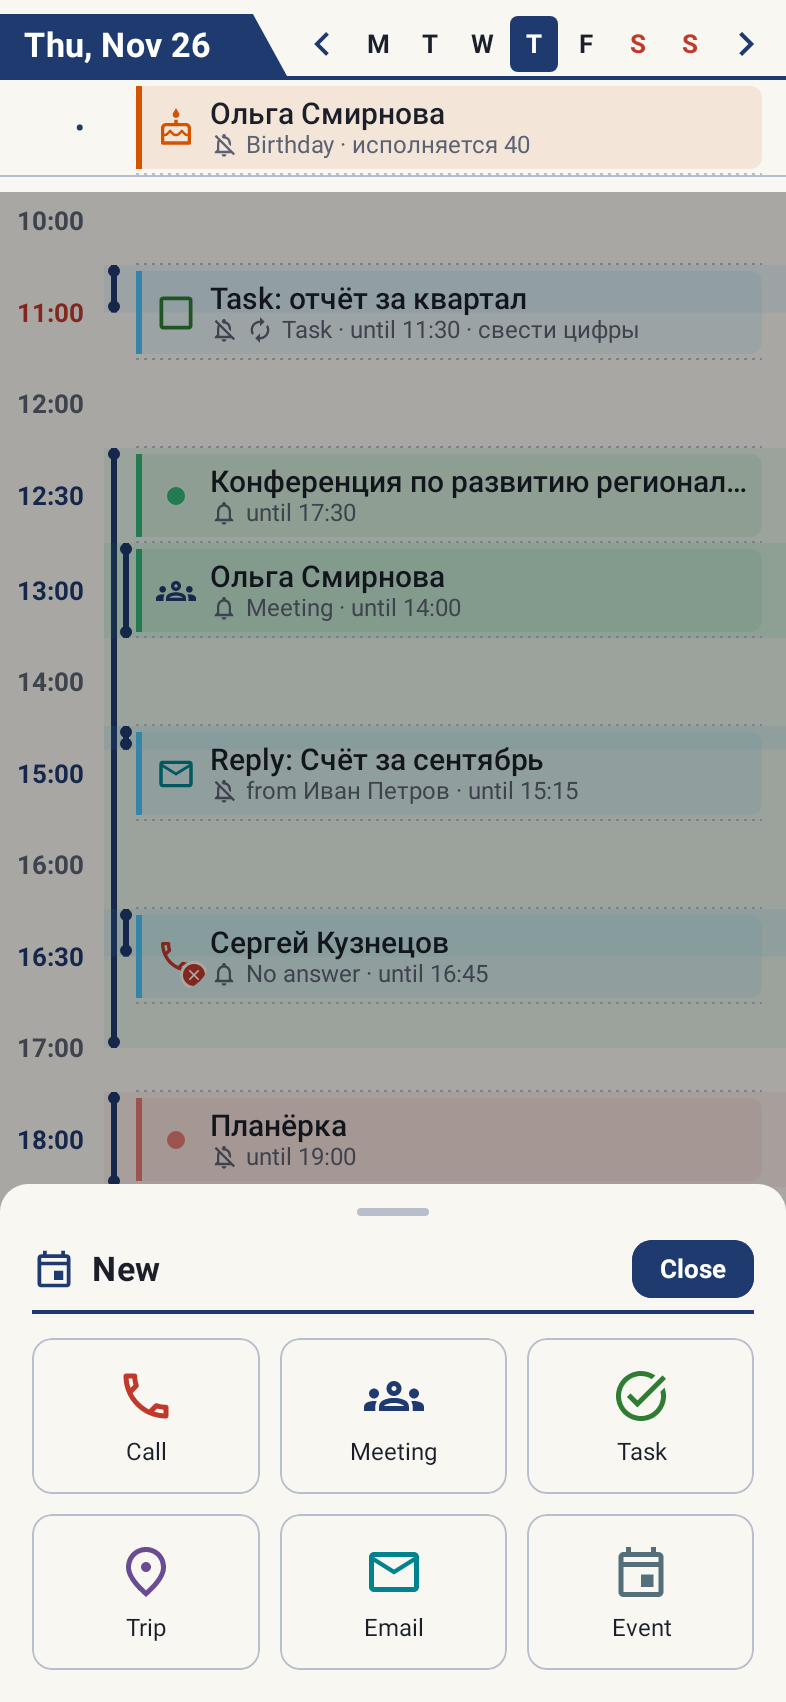 Thu, Nov 26
M T W T F S S
Ольга Смирнова
Birthday · исполняется 40
10:00
11:00
Task: отчёт за квартал
Task · until 11:30 · свести цифры
12:00
12:30
Конференция по развитию регионал...
until 17:30
13:00
Ольга Смирнова
Meeting · until 14:00
14:00
15:00
Reply: Счёт за сентябрь
from Иван Петров · until 15:15
16:00
16:30
Сергей Кузнецов
No answer · until 16:45
17:00
18:00
Планёрка
until 19:00
New
Close
Call
Meeting
Task
Trip
Email
Event